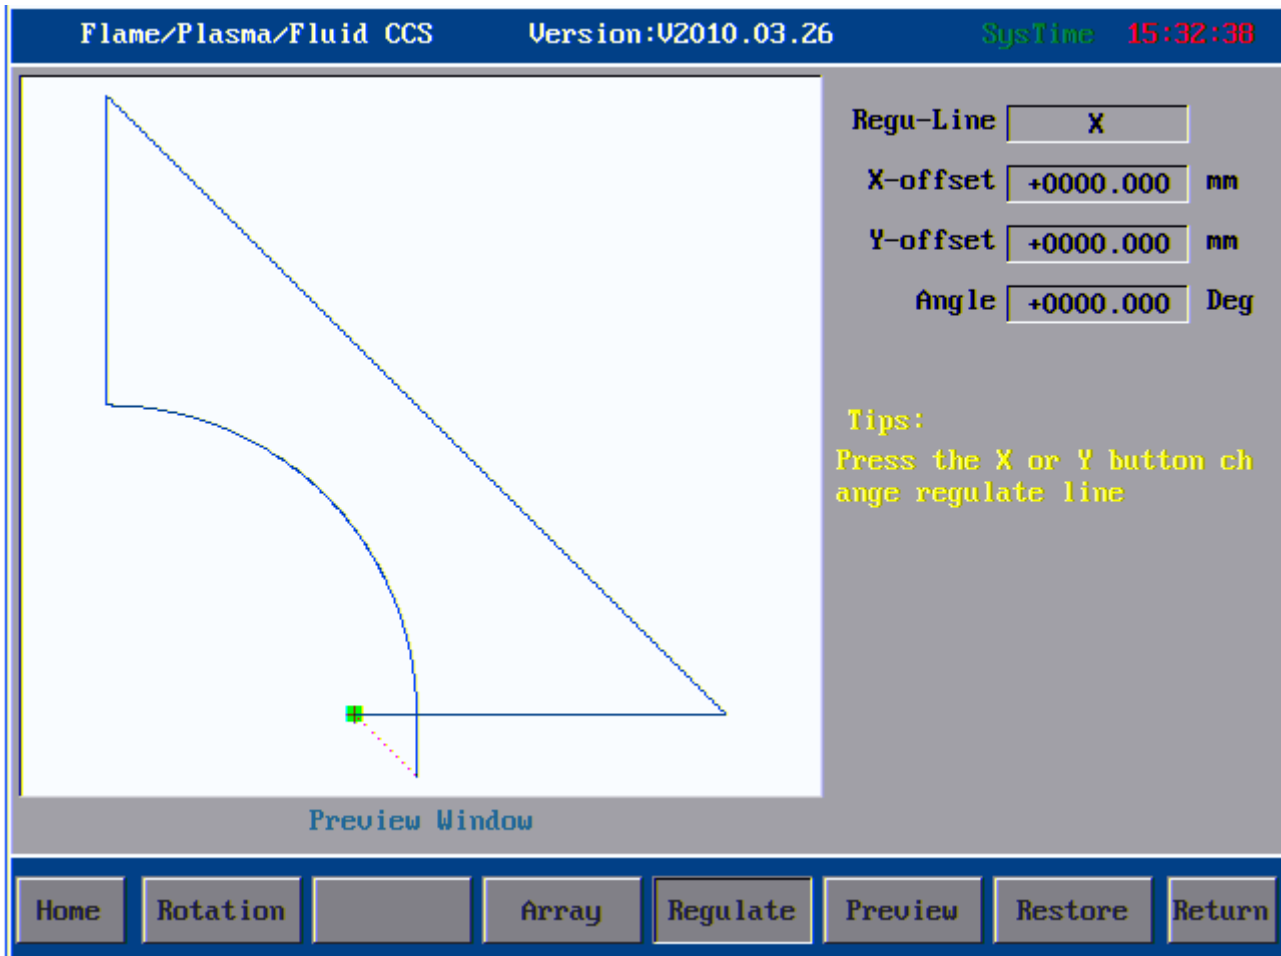 Flame/Plasma/Fluid CCS Version:V2010.03.26 SysTime 15:32:38
Regu-Line X
X-offset +0000.000 mm
Y-offset +0000.000 mm
Angle +0000.000 Deg
Tips:
Press the X or Y button ch
ange regulate line
Preview Window
Home Rotation Array Regulate Preview Restore Return